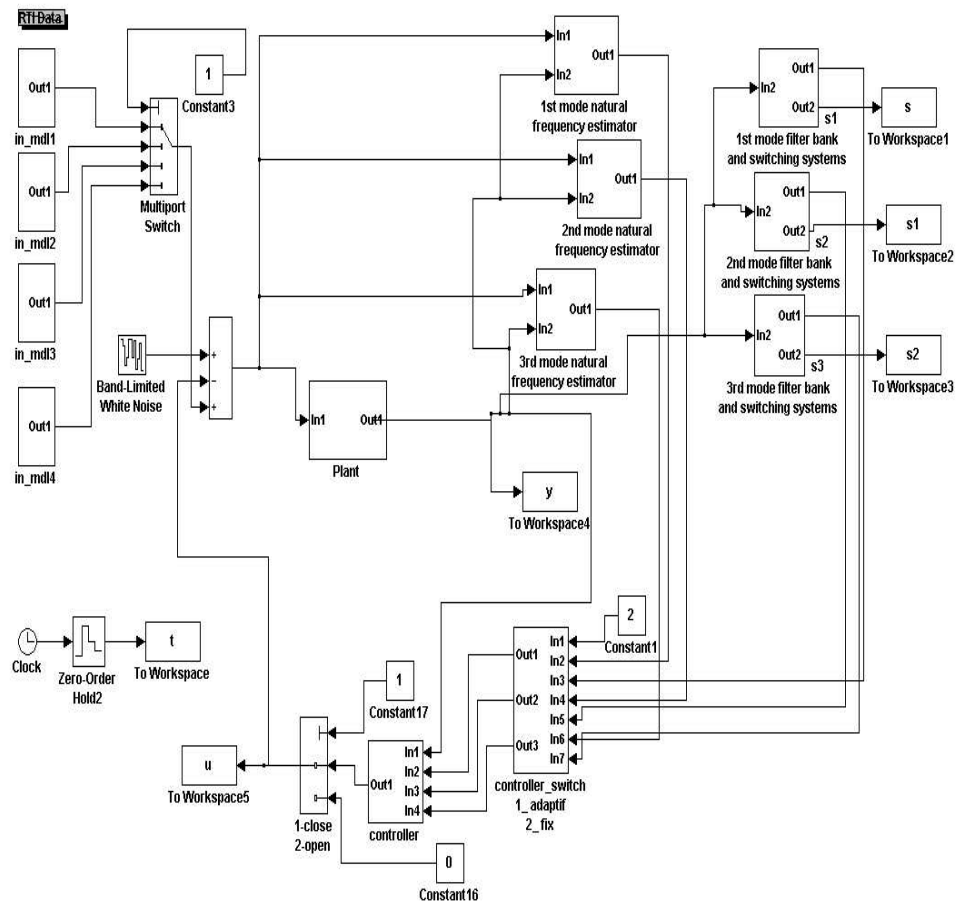 RTI Data
Out1
in_mdl1
Out1
in_mdl2
Out1
in_mdl3
Out1
in_mdl4
1
Constant3
Multiport
Switch
Band-Limited
White Noise
+
−
+
In1
Out1
Plant
In1
In2
Out1
1st mode natural
frequency estimator
In1
In2
Out1
2nd mode natural
frequency estimator
In1
In2
Out1
3rd mode natural
frequency estimator
In2
Out1
Out2
s1
1st mode filter bank
and switching systems
s
To Workspace1
In2
Out1
Out2
s2
2nd mode filter bank
and switching systems
s1
To Workspace2
In2
Out1
Out2
s3
3rd mode filter bank
and switching systems
s2
To Workspace3
y
To Workspace4
Clock
Zero-Order
Hold2
t
To Workspace
u
To Workspace5
1
Constant17
1-close
2-open
0
Constant16
Out1
In1
In2
In3
In4
controller
2
Constant1
Out1
Out2
Out3
In1
In2
In3
In4
In5
In6
In7
controller_switch
1_ adaptif
2_ fix